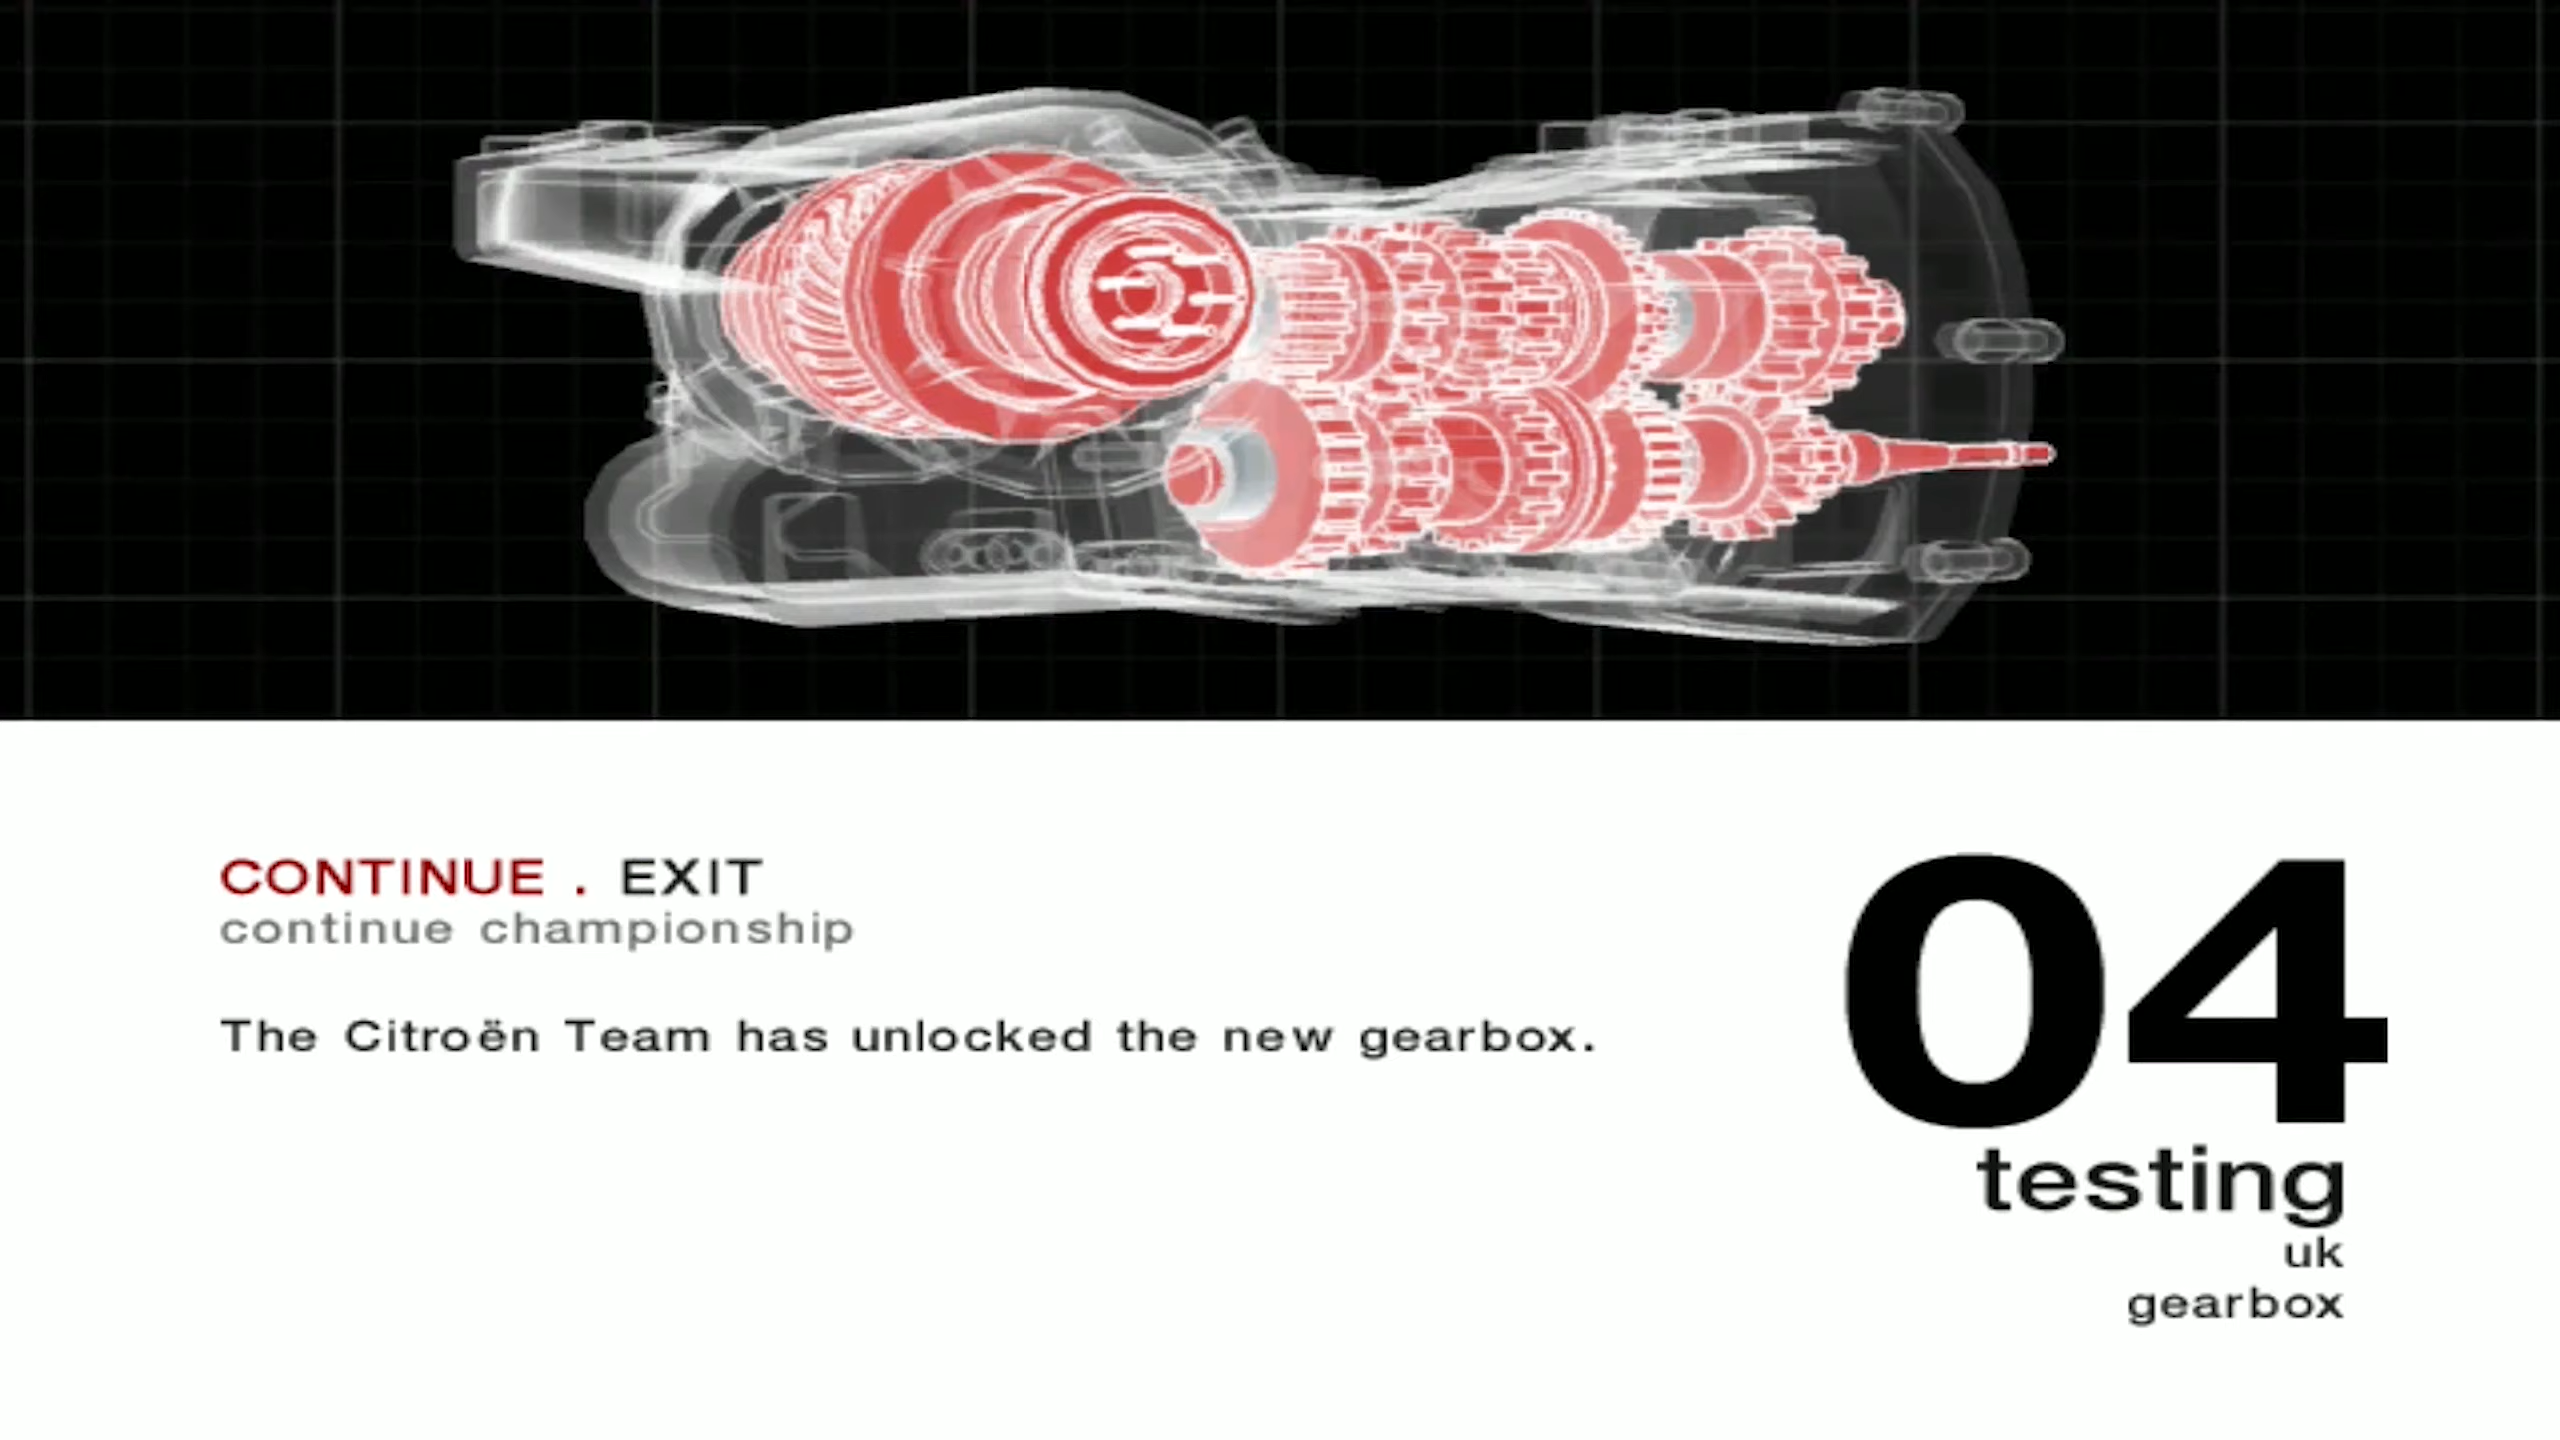 CONTINUE . EXIT
continue championship
The Citroën Team has unlocked the new gearbox.
04
testing
uk
gearbox